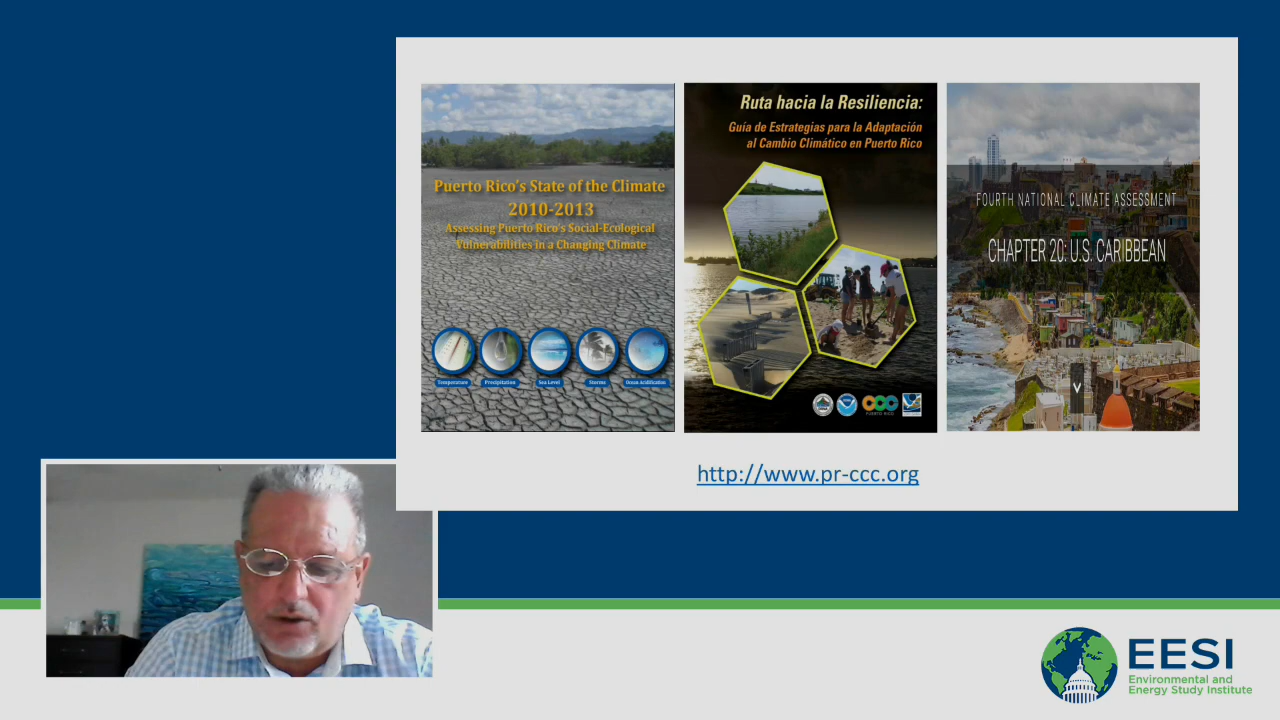 Puerto Rico's State of the Climate
2010-2013
Assessing Puerto Rico's Social-Ecological
Vulnerabilities in a Changing Climate
Temperature
Precipitation
Sea Level
Storms
Ocean Acidification
Ruta hacia la Resiliencia:
Guía de Estrategias para la Adaptación
al Cambio Climático en Puerto Rico
CCC
PUERTO RICO
FOURTH NATIONAL CLIMATE ASSESSMENT
CHAPTER 20: U.S. CARIBBEAN
http://www.pr-ccc.org
EESI
Environmental and
Energy Study Institute